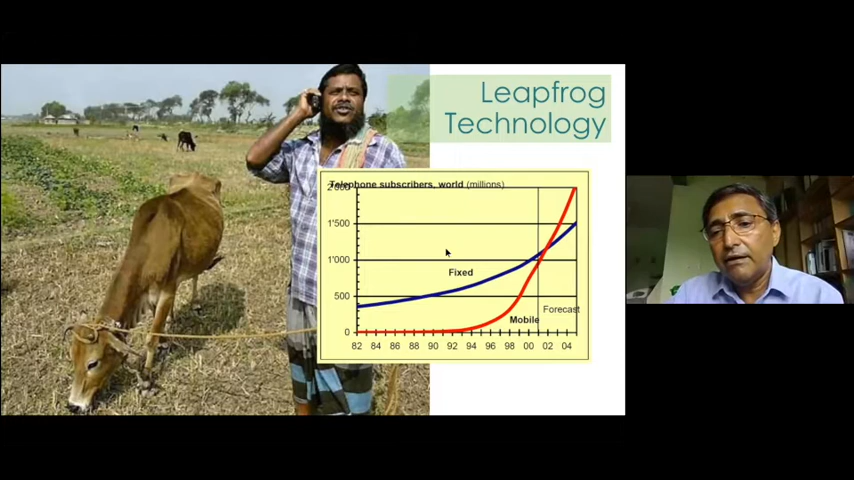 Leapfrog
Technology
Telephone subscribers, world (millions)
2'000
1'500
1'000
500
0
Fixed
Mobile
Forecast
82 84 86 88 90 92 94 96 98 00 02 04